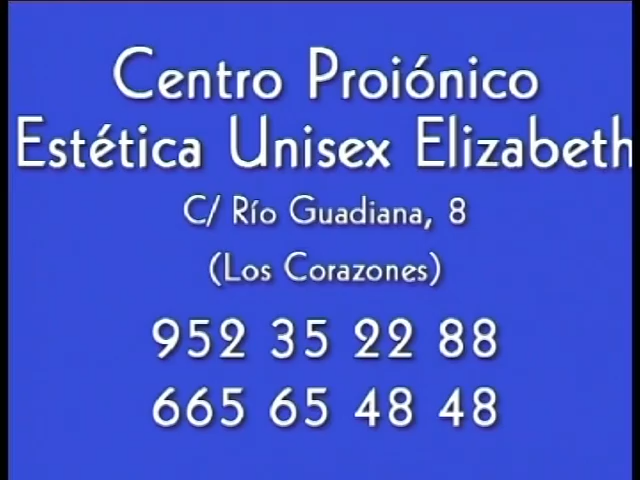 Centro Proiónico
Estética Unisex Elizabeth
C/ Río Guadiana, 8
(Los Corazones)
952 35 22 88
665 65 48 48